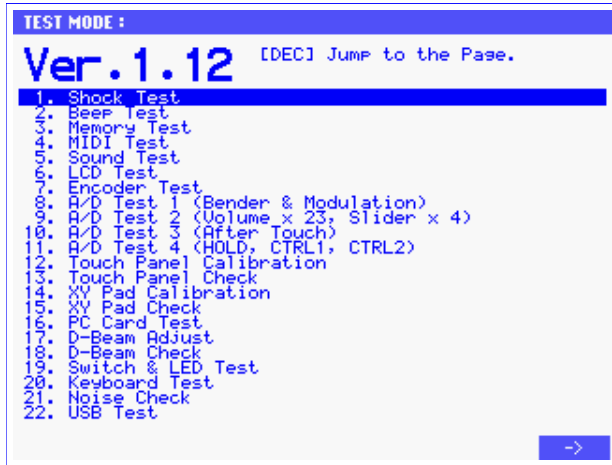 TEST MODE :
Ver.1.12 [DEC] Jump to the Page.
1. Shock Test
2. Beep Test
3. Memory Test
4. MIDI Test
5. Sound Test
6. LCD Test
7. Encoder Test
8. A/D Test 1 (Bender & Modulation)
9. A/D Test 2 (Volume x 23, Slider x 4)
10. A/D Test 3 (After Touch)
11. A/D Test 4 (HOLD, CTRL1, CTRL2)
12. Touch Panel Calibration
13. Touch Panel Check
14. XY Pad Calibration
15. XY Pad Check
16. PC Card Test
17. D-Beam Adjust
18. D-Beam Check
19. Switch & LED Test
20. Keyboard Test
21. Noise Check
22. USB Test
->